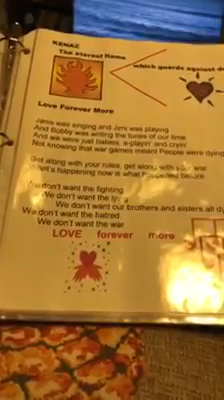 KENAZ
The eternal flame
which guards against
Love Forever More
Janis was singing and Jimi was playing
And Bobby was writing the tunes of our time
And we were just babies, a-playin' and cryin'
Not knowing that war games meant People were dying
Get along with your rules, get along with your war
What's happening now is what happened before
We don't want the fighting
We don't want the lying
We don't want our brothers and sisters all
We don't want the hatred
We don't want the war
LOVE forever more